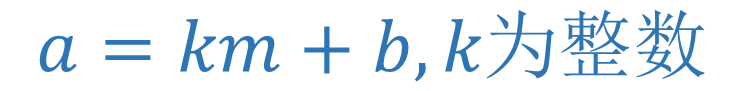 a = km + b, k为整数